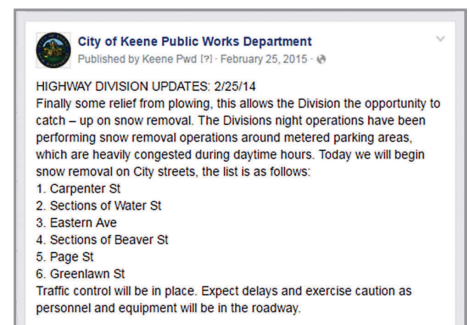 City of Keene Public Works Department
Published by Keene Pwd [?] · February 25, 2015 ·
HIGHWAY DIVISION UPDATES: 2/25/14
Finally some relief from plowing, this allows the Division the opportunity to
catch – up on snow removal. The Divisions night operations have been
performing snow removal operations around metered parking areas,
which are heavily congested during daytime hours. Today we will begin
snow removal on City streets, the list is as follows:
1. Carpenter St
2. Sections of Water St
3. Eastern Ave
4. Sections of Beaver St
5. Page St
6. Greenlawn St
Traffic control will be in place. Expect delays and exercise caution as
personnel and equipment will be in the roadway.